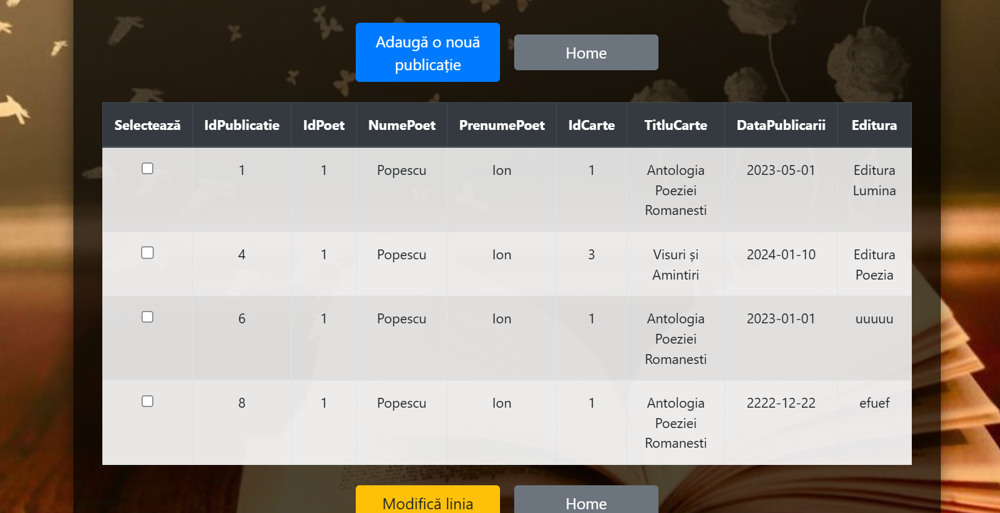 Adaugă o nouă
publicație
Home
Selectează IdPublicatie IdPoet NumePoet PrenumePoet IdCarte TitluCarte DataPublicarii Editura
1 1 Popescu Ion 1 Antologia 2023-05-01 Editura
Poeziei Lumina
Romanesti
4 1 Popescu Ion 3 Visuri și 2024-01-10 Editura
Amintiri Poezia
6 1 Popescu Ion 1 Antologia 2023-01-01 uuuuu
Poeziei
Romanesti
8 1 Popescu Ion 1 Antologia 2222-12-22 efuef
Poeziei
Romanesti
Modifică linia
Home